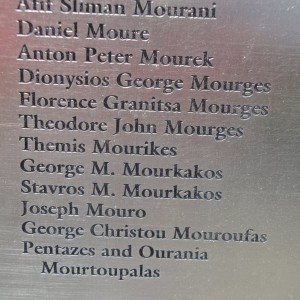 Afif Sliman Mourani
Daniel Moure
Anton Peter Mourek
Dionysios George Mourges
Florence Granitsa Mourges
Theodore John Mourges
Themis Mourikes
George M. Mourkakos
Stavros M. Mourkakos
Joseph Mouro
George Christou Mouroufas
Pentazes and Ourania
Mourtoupalas